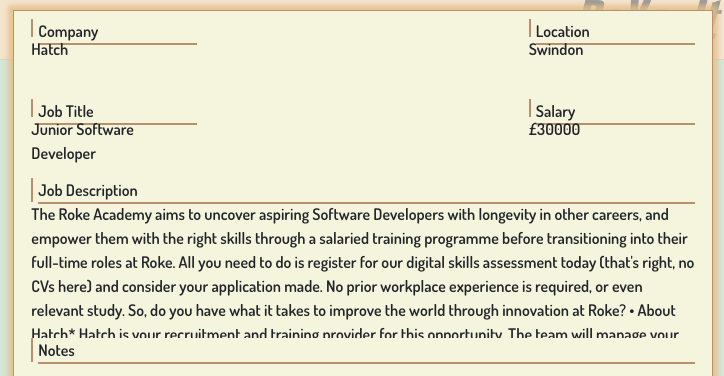 Company
Hatch
Location
Swindon
Job Title
Junior Software
Developer
Salary
£30000
Job Description
The Roke Academy aims to uncover aspiring Software Developers with longevity in other careers, and
empower them with the right skills through a salaried training programme before transitioning into their
full-time roles at Roke. All you need to do is register for our digital skills assessment today (that's right, no
CVs here) and consider your application made. No prior workplace experience is required, or even
relevant study. So, do you have what it takes to improve the world through innovation at Roke? • About
Hatch* Hatch is your recruitment and training provider for this opportunity. The team will manage your
Notes